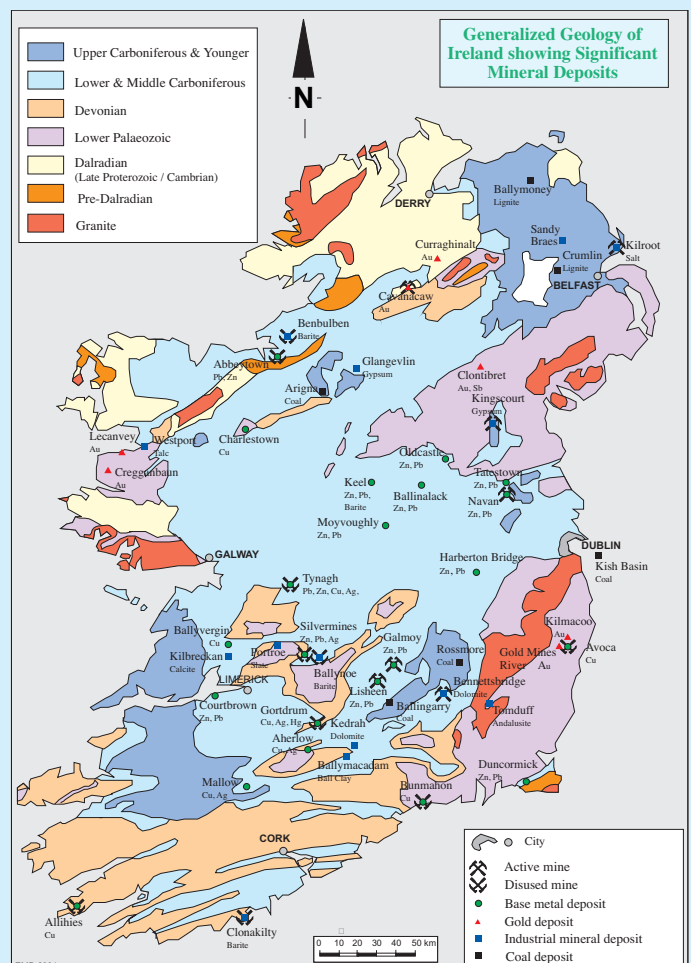 Generalized Geology of
Ireland showing Significant
Mineral Deposits
Upper Carboniferous & Younger
Lower & Middle Carboniferous
Devonian
Lower Palaeozoic
Dalradian
(Late Proterozoic / Cambrian)
Pre-Dalradian
Granite
N
DERRY
Ballymoney
Lignite
Curraghinalt
Au
Sandy
Braes
Kilroot
Salt
Crumlin
Lignite
BELFAST
Cavanacaw
Au
Benbulben
Barite
Abbeytown
Pb, Zn
Glangevlin
Gypsum
Arigna
Coal
Clontibret
Au, Sb
Kingscourt
Gypsum
Charlestown
Cu
Lecanvey
Au
Westport
Talc
Cregganbaun
Au
Oldcastle
Zn, Pb
Keel
Zn, Pb,
Barite
Ballinalack
Zn, Pb
Tatestown
Zn, Pb
Navan
Zn, Pb
Moyvoughly
Zn, Pb
GALWAY
DUBLIN
Kish Basin
Coal
Harberton Bridge
Zn, Pb
Tynagh
Pb, Zn, Cu, Ag,
Ballyvergin
Cu
Silvermines
Zn, Pb, Ag
Kilbreckan
Calcite
Portroe
Slate
Galmoy
Zn, Pb
Rossmore
Coal
Kilmacoo
Au
Gold Mines
River
Au
Avoca
Cu
LIMERICK
Ballynoe
Barite
Lisheen
Zn, Pb
Bennettsbridge
Dolomite
Courtbrown
Zn, Pb
Gortdrum
Cu, Ag, Hg
Ballingarry
Coal
Tomduff
Andalusite
Kedrah
Dolomite
Aherlow
Cu, Ag
Ballymacadam
Ball Clay
Mallow
Cu, Ag
Bunmahon
Cu
Duncormick
Zn, Pb
CORK
Allihies
Cu
Clonakilty
Barite
City
Active mine
Disused mine
Base metal deposit
Gold deposit
Industrial mineral deposit
Coal deposit
0 10 20 30 40 50 km